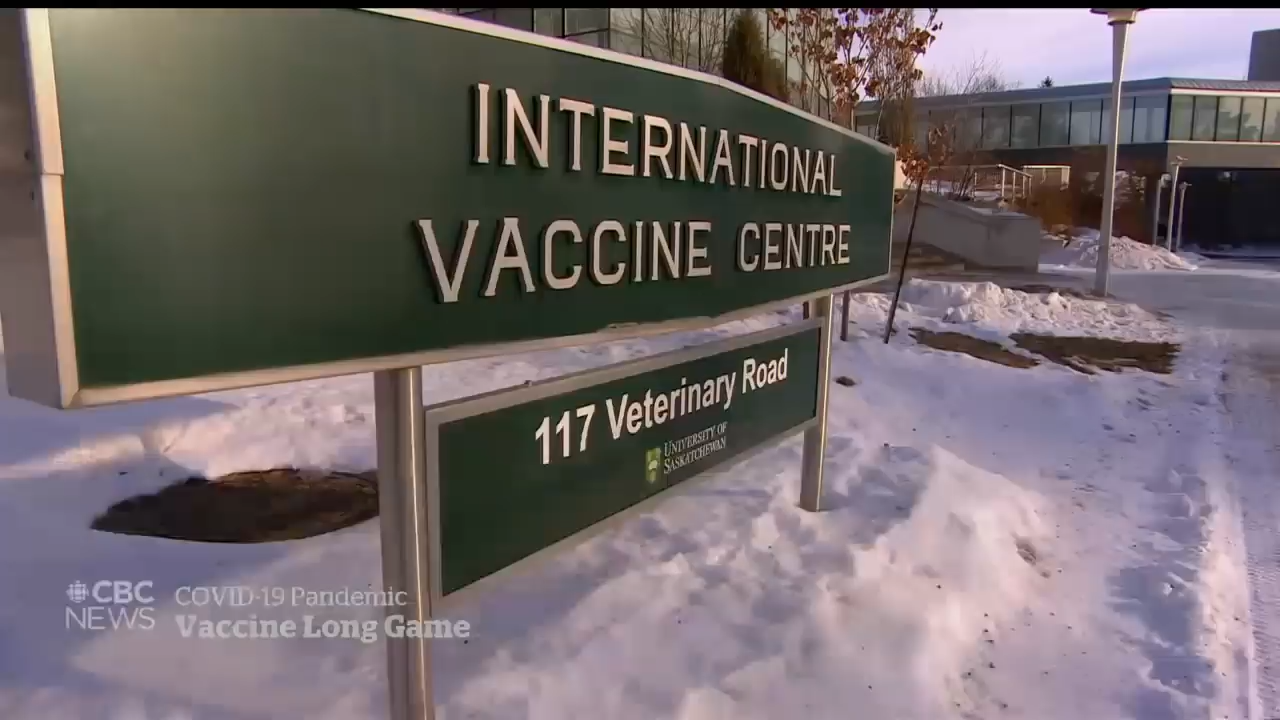 INTERNATIONAL
VACCINE CENTRE
117 Veterinary Road
UNIVERSITY OF
SASKATCHEWAN
CBC
NEWS
COVID-19 Pandemic
Vaccine Long Game